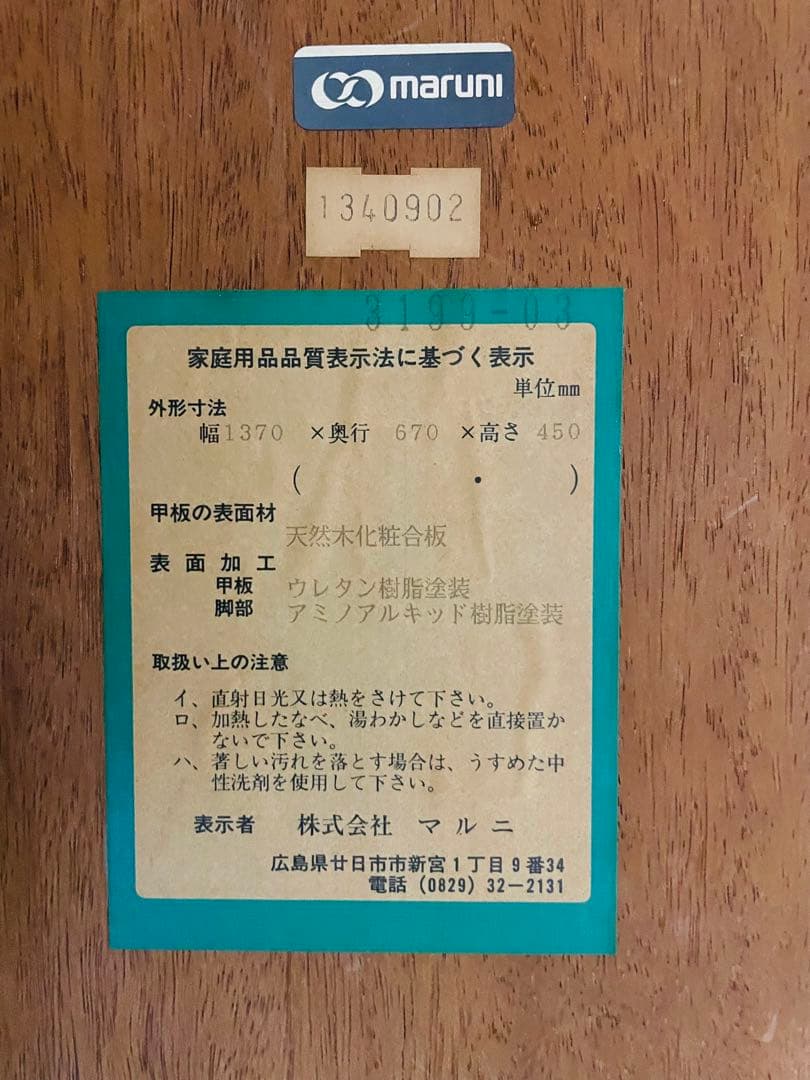 maruni
1340902
3199-03
家庭用品品質表示法に基づく表示
単位mm
外形寸法
幅1370 ×奥行 670 ×高さ 450
( ・ )
甲板の表面材
天然木化粧合板
表面加工
甲板 ウレタン樹脂塗装
脚部 アミノアルキッド樹脂塗装
取扱い上の注意
イ、直射日光又は熱をさけて下さい。
ロ、加熱したなべ、湯わかしなどを直接置か
ないで下さい。
ハ、著しい汚れを落とす場合は、うすめた中
性洗剤を使用して下さい。
表示者 株式会社 マルニ
広島県廿日市市新宮1丁目9番34
電話 (0829) 32-2131